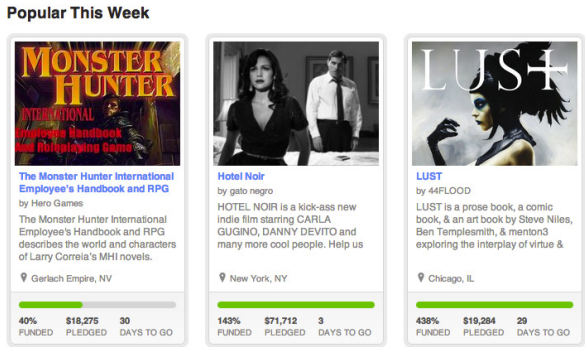 Popular This Week
MONSTER
HUNTER
INTERNATIONAL
Employee Handbook
And Roleplaying Game
The Monster Hunter International
Employee's Handbook and RPG
by Hero Games
The Monster Hunter International
Employee's Handbook and RPG
describes the world and characters
of Larry Correia's MHI novels.
Gerlach Empire, NV
40% $18,275 30
FUNDED PLEDGED DAYS TO GO
Hotel Noir
by gato negro
HOTEL NOIR is a kick-ass new
indie film starring CARLA
GUGINO, DANNY DEVITO and
many more cool people. Help us
New York, NY
143% $71,712 3
FUNDED PLEDGED DAYS TO GO
LUST
LUST
by 44FLOOD
LUST is a prose book, a comic
book, & an art book by Steve Niles,
Ben Templesmith, & menton3
exploring the interplay of virtue &
Chicago, IL
438% $19,284 29
FUNDED PLEDGED DAYS TO GO